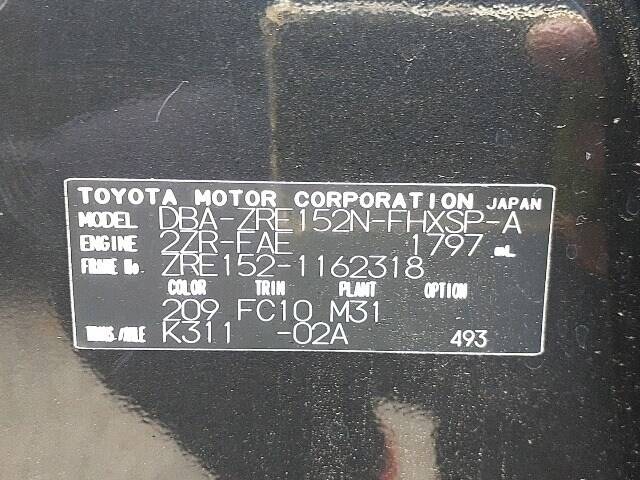 TOYOTA MOTOR CORPORATION JAPAN
MODEL DBA-ZRE152N-FHXSP-A
ENGINE 2ZR-FAE 1797 mL
FRAME No. ZRE152-1162318
COLOR TRIM PLANT OPTION
209 FC10 M31
TRANS./AXLE K311 -02A 493